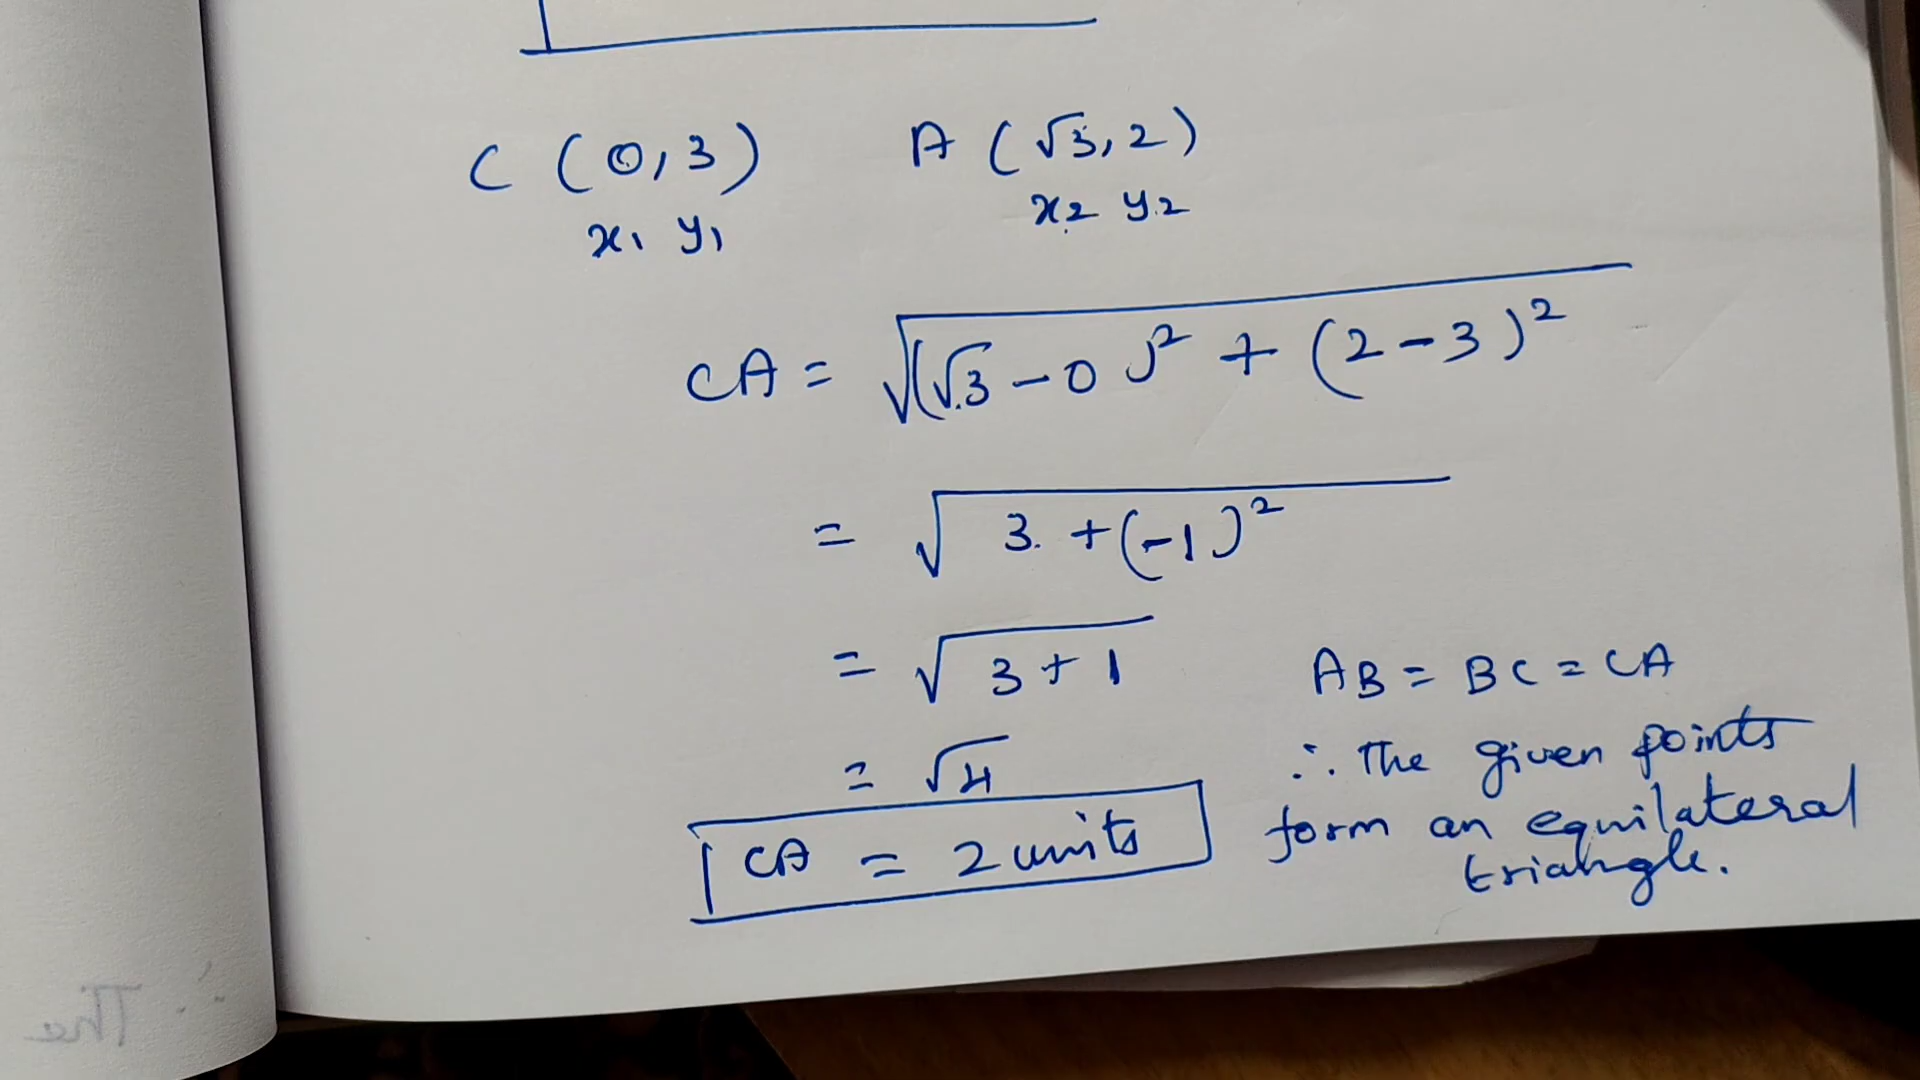 C (0,3) A (√3,2)
x1 y1 x2 y2
CA = √((√3-0)² + (2-3)²
= √3. +(-1)²
= √3+1
= √4
CA = 2 units
AB = BC = CA
∴ The given points
form an equilateral
triangle.
∴ The